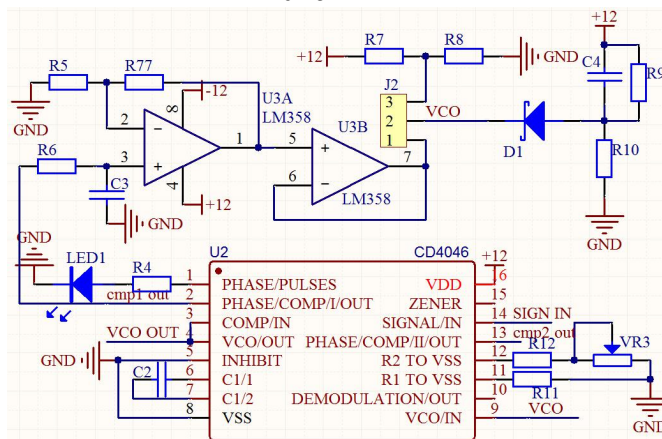 +12
R7
R8
+12
GND
C4
R9
R5
R77
-12
U3A
LM358
J2
3
2
1
VCO
D1
R10
GND
GND
2
8
1
5
U3B
7
R6
3
4
C3
+12
GND
6
LM358
GND
LED1
R4
U2
CD4046
+12
1
PHASE/PULSES
VDD
16
cmp1 out
2
PHASE/COMP/I/OUT
ZENER
15
3
COMP/IN
SIGNAL/IN
14
SIGN IN
VCO OUT
4
VCO/OUT
PHASE/COMP/II/OUT
13
cmp2 out
GND
5
INHIBIT
R2 TO VSS
12
R12
VR3
C2
6
C1/1
R1 TO VSS
11
R11
7
C1/2
DEMODULATION/OUT
10
8
VSS
VCO/IN
9
VCO
GND